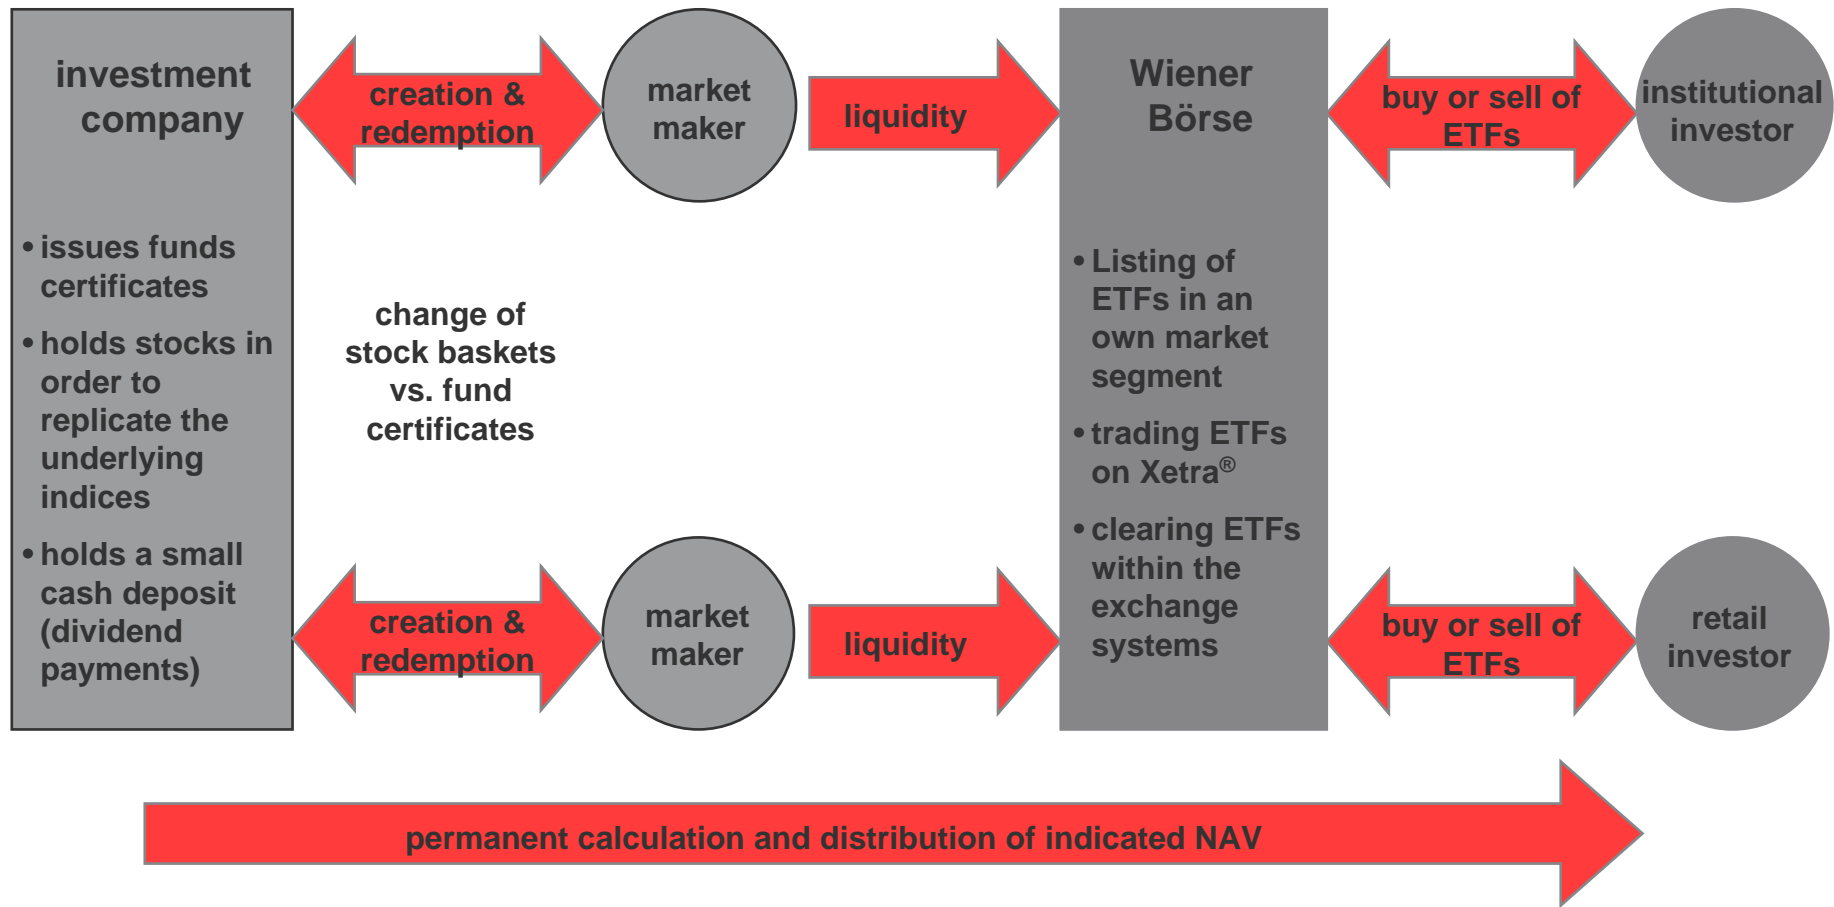 investment
company
• issues funds
certificates
• holds stocks in
order to
replicate the
underlying
indices
• holds a small
cash deposit
(dividend
payments)
creation &
redemption
change of
stock baskets
vs. fund
certificates
creation &
redemption
market
maker
market
maker
liquidity
liquidity
Wiener
Börse
• Listing of
ETFs in an
own market
segment
• trading ETFs
on Xetra®
• clearing ETFs
within the
exchange
systems
buy or sell of
ETFs
buy or sell of
ETFs
institutional
investor
retail
investor
permanent calculation and distribution of indicated NAV